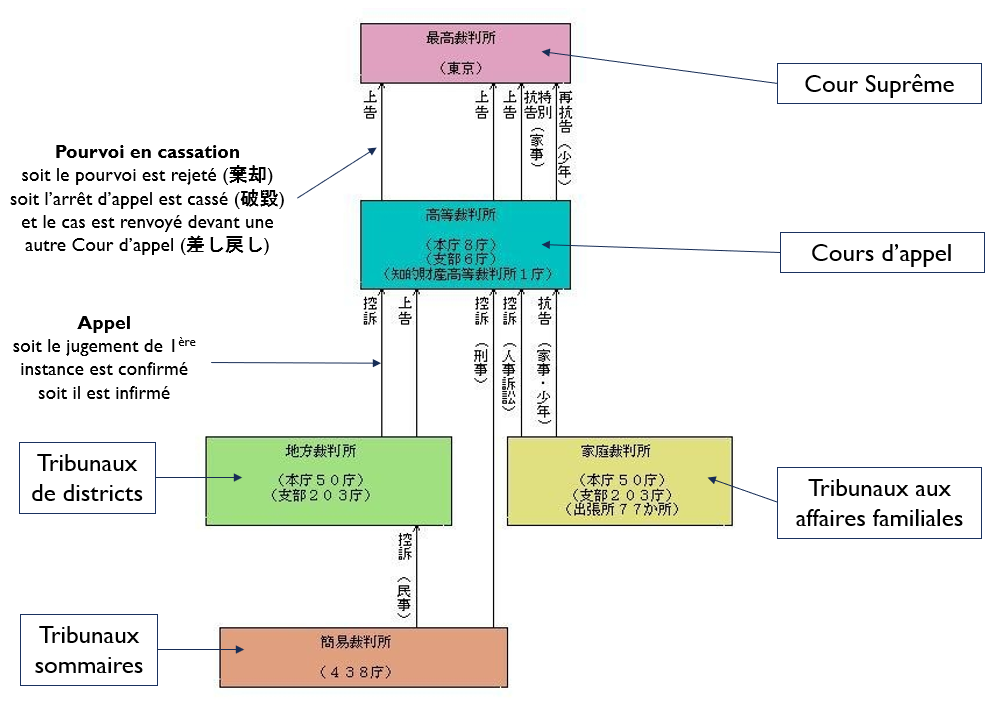 最高裁判所
（東京）
Cour Suprême
上告
上告
上告
特別抗告（家事）
再抗告（少年）
Pourvoi en cassation
soit le pourvoi est rejeté (棄却)
soit l’arrêt d’appel est cassé (破毀)
et le cas est renvoyé devant une
autre Cour d’appel (差し戻し)
高等裁判所
（本庁８庁）
（支部６庁）
（知的財産高等裁判所１庁）
Cours d’appel
控訴
上告
控訴（刑事）
控訴（人事訴訟）
抗告（家事・少年）
Appel
soit le jugement de 1ère
instance est confirmé
soit il est infirmé
Tribunaux
de districts
地方裁判所
（本庁５０庁）
（支部２０３庁）
家庭裁判所
（本庁５０庁）
（支部２０３庁）
（出張所７７か所）
Tribunaux aux
affaires familiales
控訴（民事）
Tribunaux
sommaires
簡易裁判所
（４３８庁）